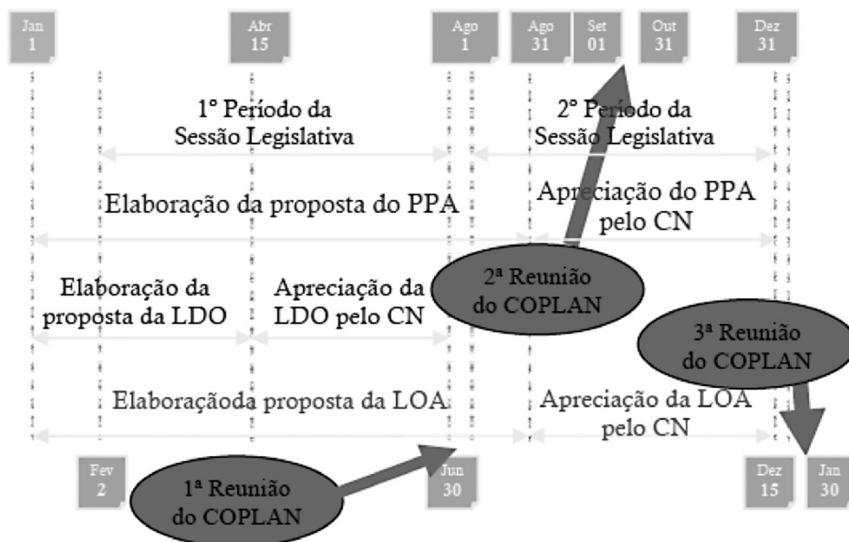 Jan
1
Abr
15
Ago
1
Ago
31
Set
01
Out
31
Dez
31
1º Período da
Sessão Legislativa
2º Período da
Sessão Legislativa
Elaboração da proposta do PPA
Apreciação do PPA
pelo CN
2ª Reunião
do COPLAN
Elaboração da
proposta da LDO
Apreciação da
LDO pelo CN
3ª Reunião
do COPLAN
Elaboraçãoda proposta da LOA
Apreciação da LOA
pelo CN
Fev
2
1ª Reunião
do COPLAN
Jun
30
Dez
15
Jan
30